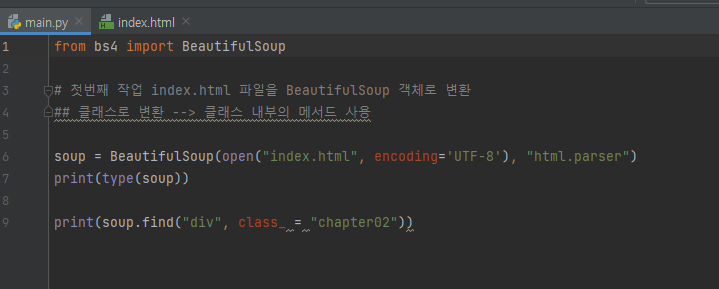 main.py
index.html
1 from bs4 import BeautifulSoup
2
3 # 첫번째 작업 index.html 파일을 BeautifulSoup 객체로 변환
4 ## 클래스로 변환 --> 클래스 내부의 메서드 사용
5
6 soup = BeautifulSoup(open("index.html", encoding='UTF-8'), "html.parser")
7 print(type(soup))
8
9 print(soup.find("div", class_ = "chapter02"))